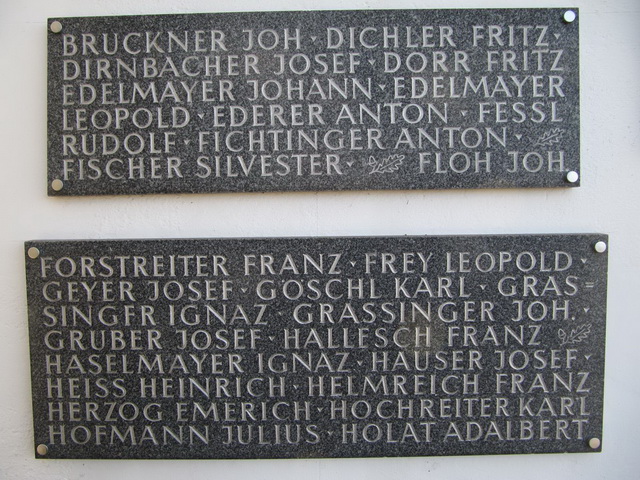 BRUCKNER JOH · DICHLER FRITZ ·
DIRNBACHER JOSEF · DORR FRITZ
EDELMAYER JOHANN · EDELMAYER
LEOPOLD · EDERER ANTON · FESSL
RUDOLF · FICHTINGER ANTON ·
FISCHER SILVESTER · FLOH JOH.
FORSTREITER FRANZ · FREY LEOPOLD ·
GEYER JOSEF · GÖSCHL KARL · GRAS=
SINGER IGNAZ · GRASSINGER JOH. ·
GRUBER JOSEF · HALLESCH FRANZ
HASELMAYER IGNAZ · HAUSER JOSEF ·
HEISS HEINRICH · HELMREICH FRANZ
HERZOG EMERICH · HOCHREITER KARL
HOFMANN JULIUS · HOLAT ADALBERT